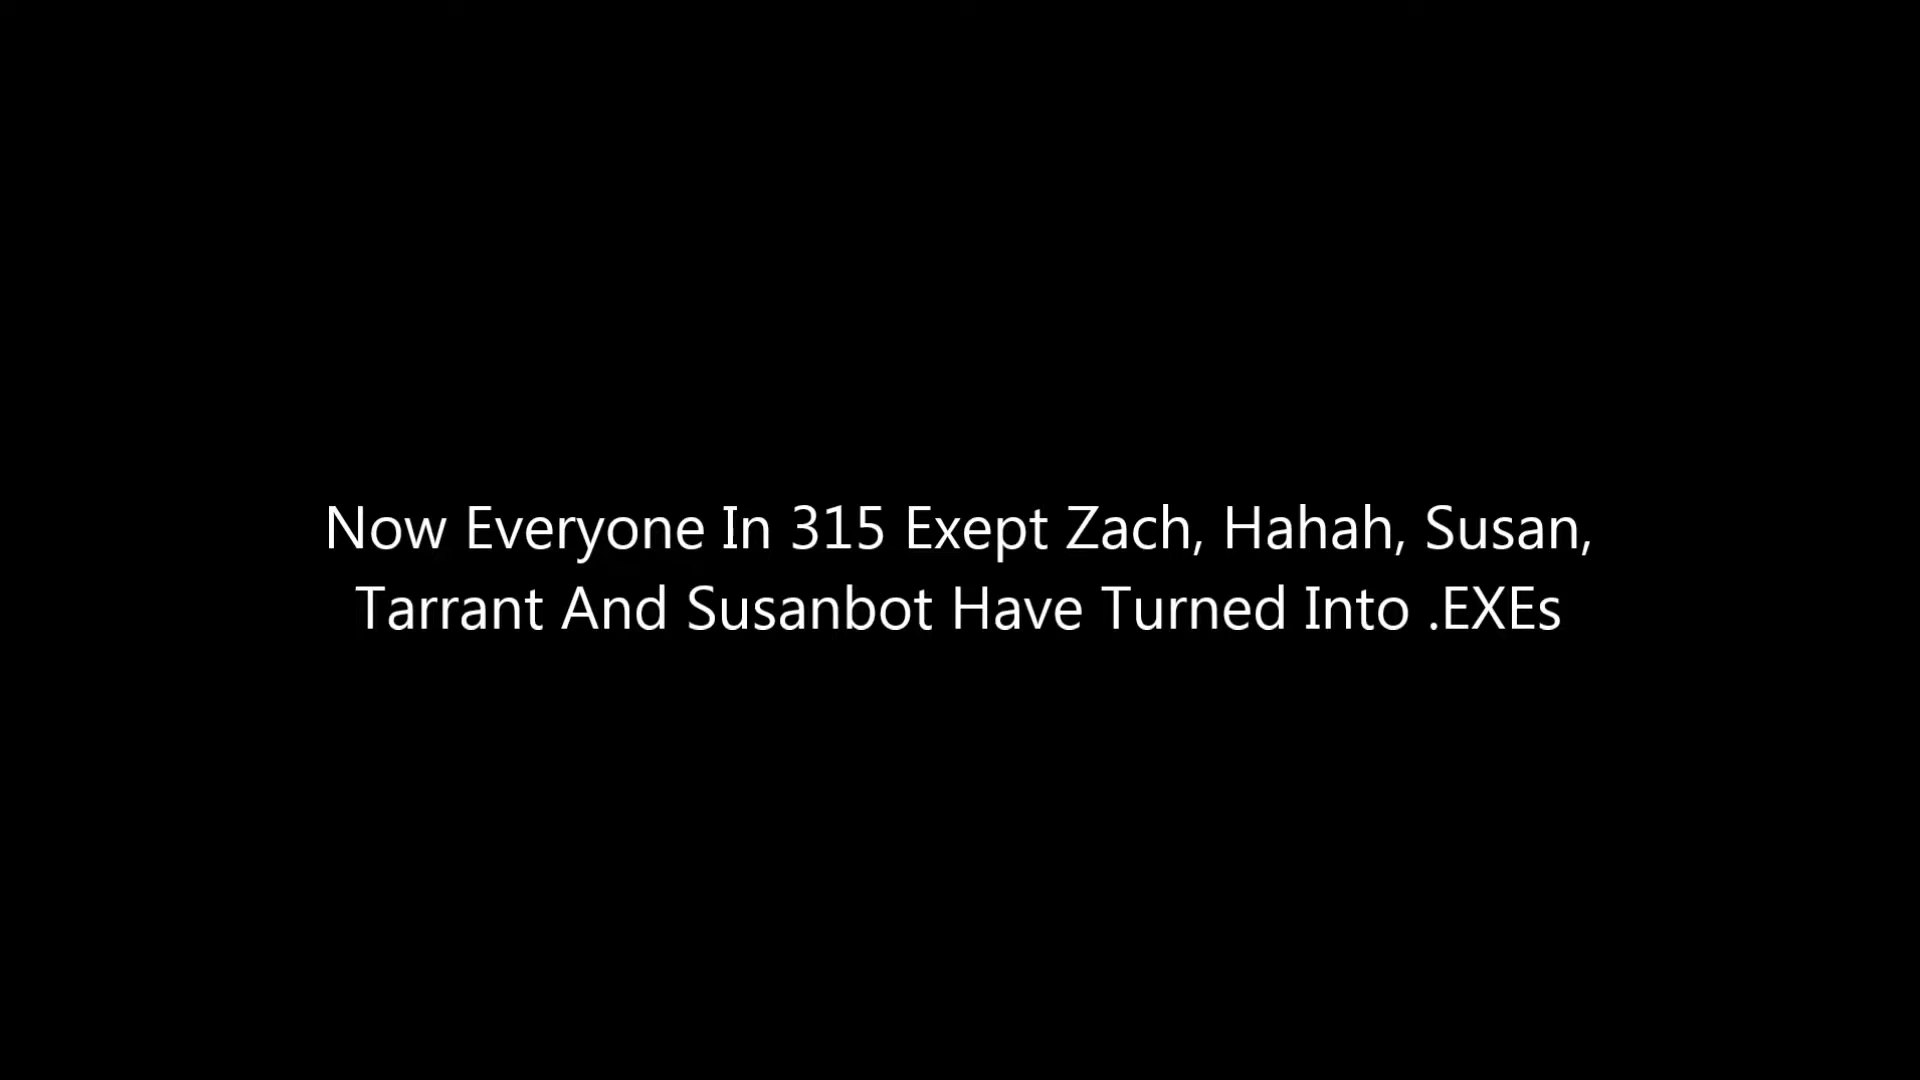 Now Everyone In 315 Exept Zach, Hahah, Susan,
Tarrant And Susanbot Have Turned Into .EXEs